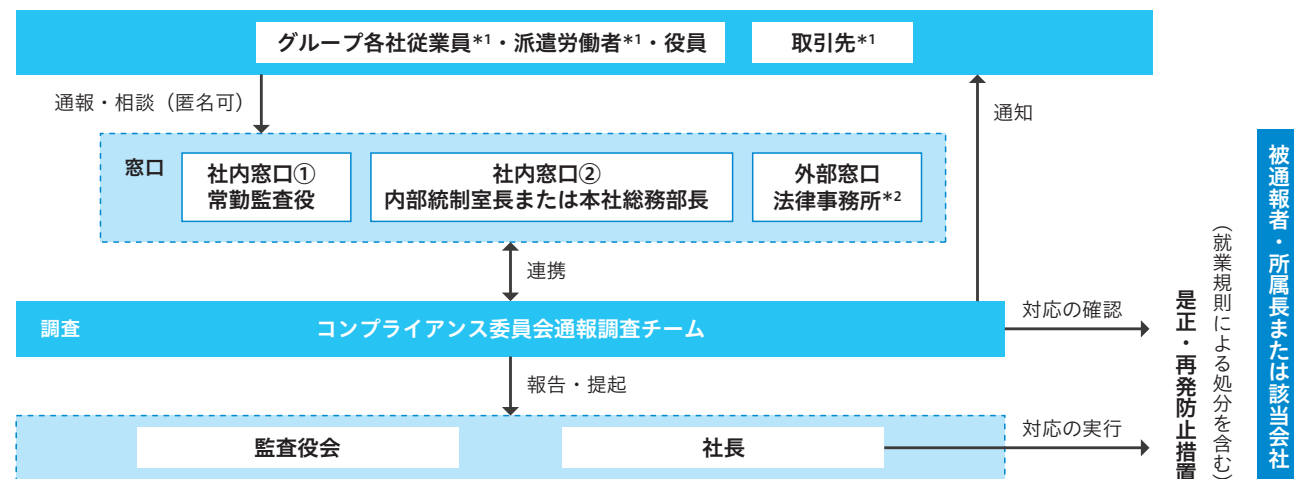 グループ各社従業員*1・派遣労働者*1・役員
取引先*1
通報・相談（匿名可）
通知
窓口
社内窓口①
常勤監査役
社内窓口②
内部統制室長または本社総務部長
外部窓口
法律事務所*2
連携
調査
コンプライアンス委員会通報調査チーム
対応の確認
報告・提起
監査役会
社長
対応の実行
是正・再発防止措置
（就業規則による処分を含む）
被通報者・所属長または該当会社